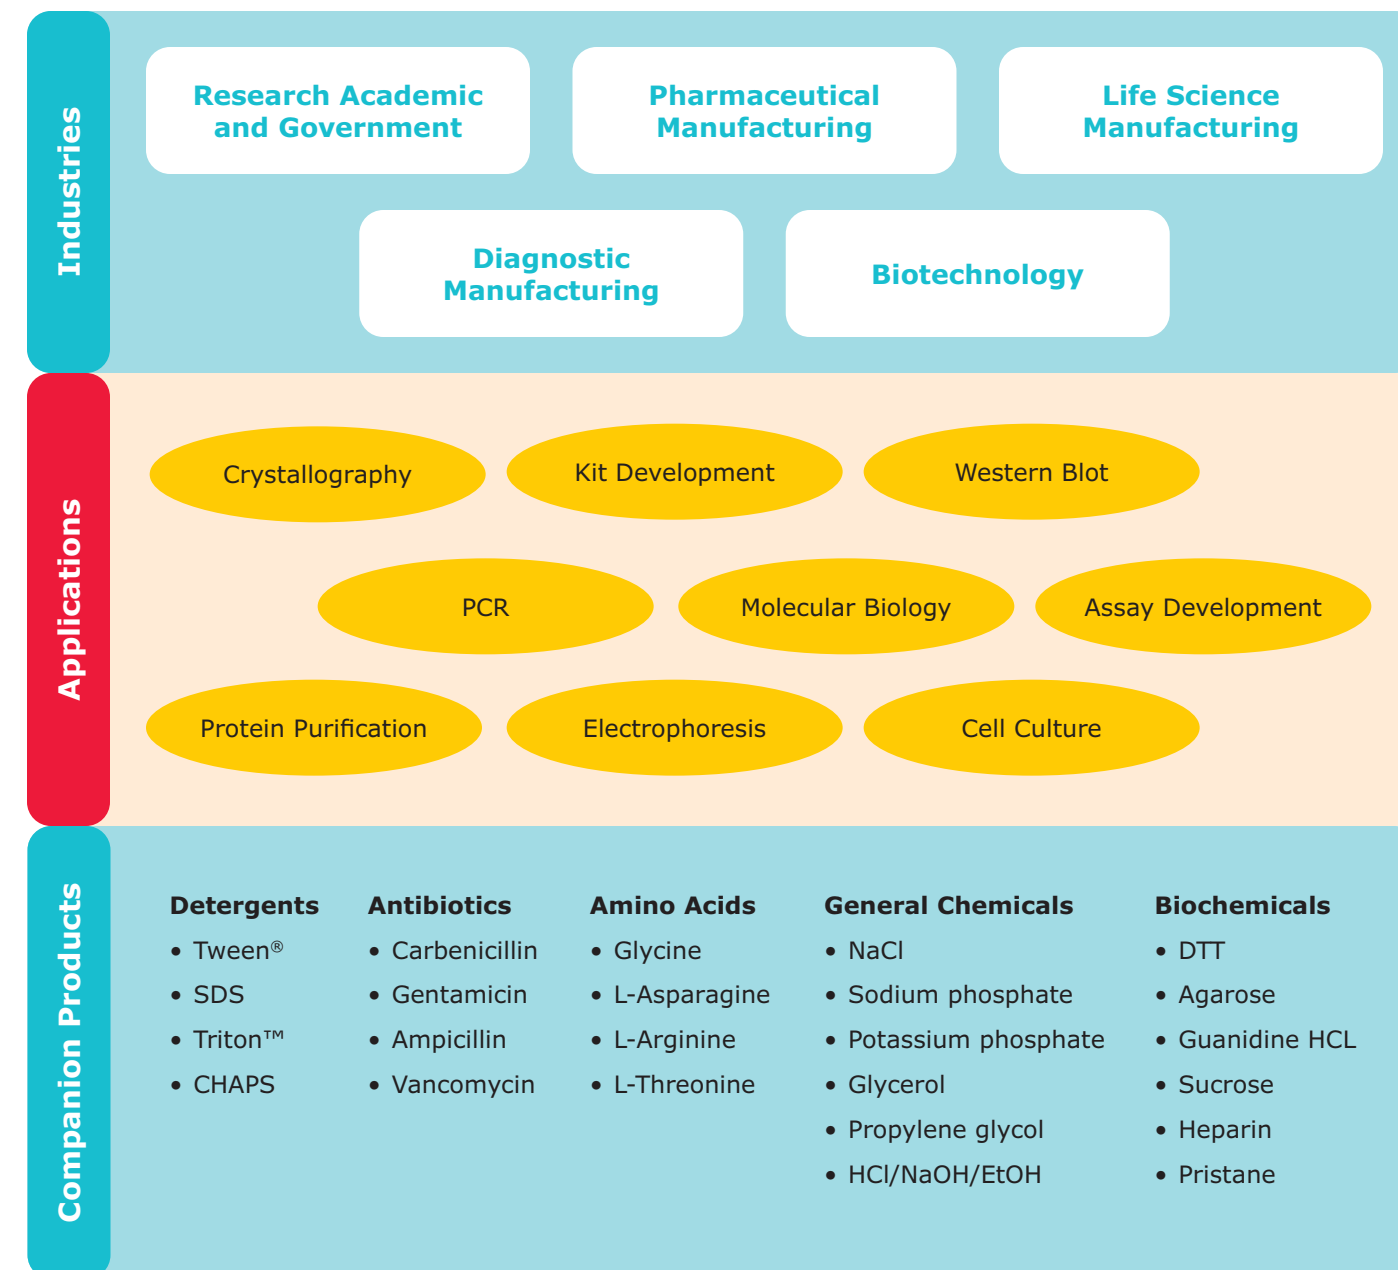 Industries
Research Academic
and Government
Pharmaceutical
Manufacturing
Life Science
Manufacturing
Diagnostic
Manufacturing
Biotechnology
Applications
Crystallography
Kit Development
Western Blot
PCR
Molecular Biology
Assay Development
Protein Purification
Electrophoresis
Cell Culture
Companion Products
Detergents
• Tween®
• SDS
• Triton™
• CHAPS
Antibiotics
• Carbenicillin
• Gentamicin
• Ampicillin
• Vancomycin
Amino Acids
• Glycine
• L-Asparagine
• L-Arginine
• L-Threonine
General Chemicals
• NaCl
• Sodium phosphate
• Potassium phosphate
• Glycerol
• Propylene glycol
• HCl/NaOH/EtOH
Biochemicals
• DTT
• Agarose
• Guanidine HCL
• Sucrose
• Heparin
• Pristane